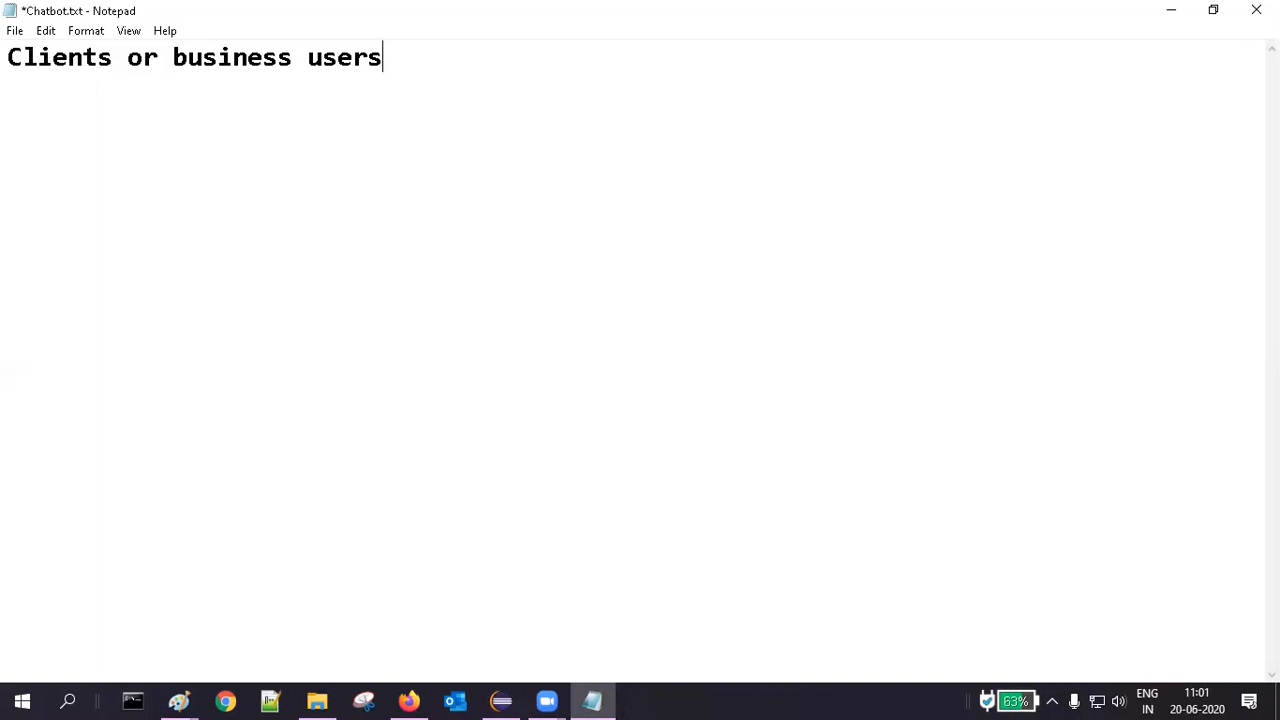 *Chatbot.txt - Notepad
File Edit Format View Help
Clients or business users
63%
ENG
IN
11:01
20-06-2020